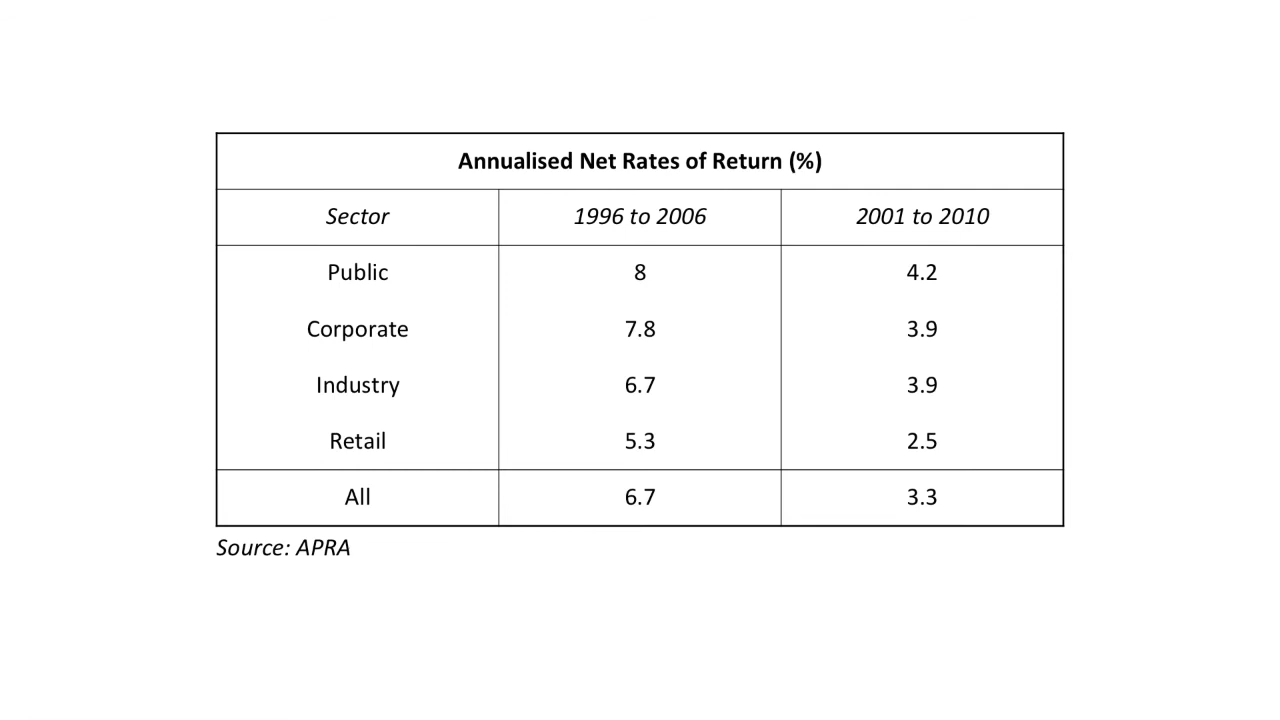 Annualised Net Rates of Return (%)
Sector 1996 to 2006 2001 to 2010
Public 8 4.2
Corporate 7.8 3.9
Industry 6.7 3.9
Retail 5.3 2.5
All 6.7 3.3
Source: APRA